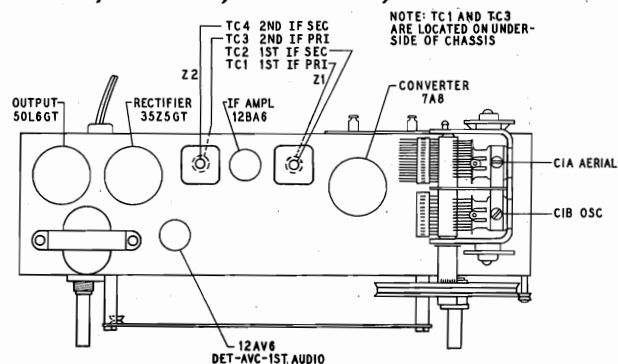 TC4 2ND IF SEC
TC3 2ND IF PRI
TC2 1ST IF SEC
TC1 1ST IF PRI
Z2
Z1
NOTE: TC1 AND TC3
ARE LOCATED ON UNDER-
SIDE OF CHASSIS
OUTPUT
50L6GT
RECTIFIER
35Z5GT
IF AMPL
12BA6
CONVERTER
7A8
C1A AERIAL
C1B OSC
12AV6
DET-AVC-1ST. AUDIO